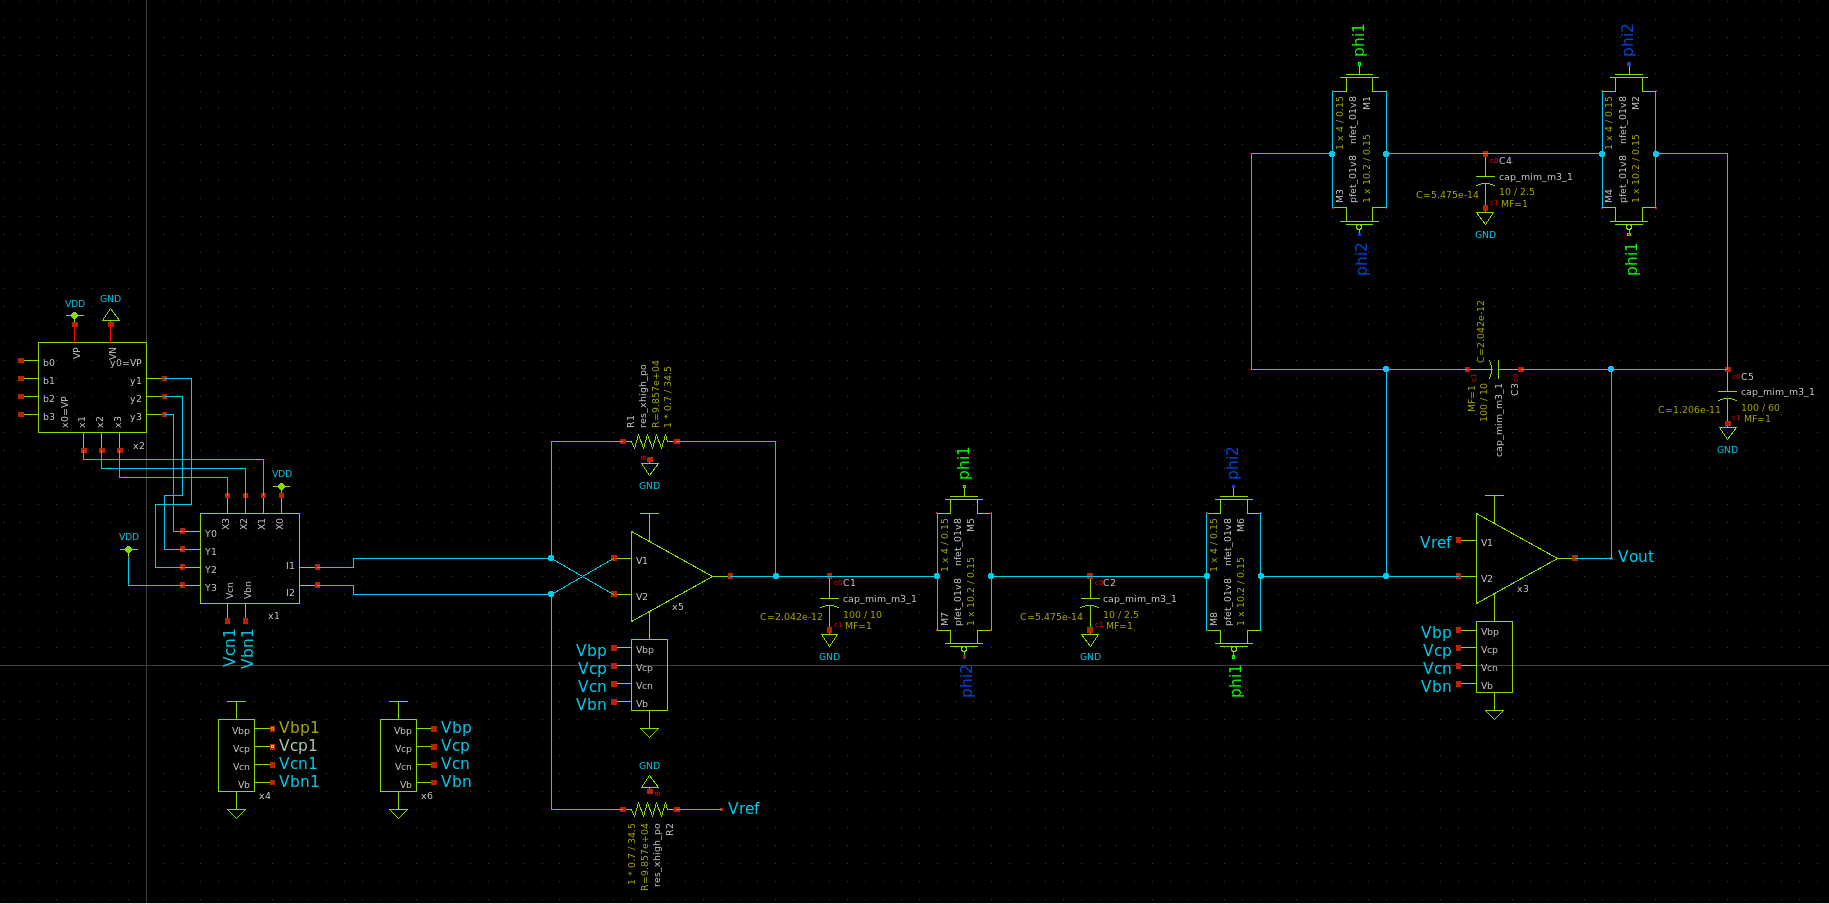 phi1
1 x 4 / 0.15
nfet_01v8
M1
M3
pfet_01v8
1 x 10.2 / 0.15
phi2
phi2
1 x 4 / 0.15
nfet_01v8
M2
M4
pfet_01v8
1 x 10.2 / 0.15
phi1
c0
C4
cap_mim_m3_1
C=5.475e-14
10 / 2.5
c1
MF=1
GND
VDD
GND
VP
VN
y0=VP
b0
y1
b1
y2
b2
y3
b3
x0=VP
x1
x2
x3
x2
VDD
VDD
X3
X2
X1
X0
Y0
Y1
Y2
Y3
I1
I2
Vcn
Vbn
x1
Vcn1
Vbn1
R1
res_xhigh_po
R=9.857e+04
1 * 0.7 / 34.5
B
GND
V1
V2
x5
Vbp
Vcp
Vcn
Vbn
Vbp
Vcp
Vcn
Vb
c0
C1
cap_mim_m3_1
C=2.042e-12
100 / 10
c1
MF=1
GND
phi1
1 x 4 / 0.15
nfet_01v8
M5
M7
pfet_01v8
1 x 10.2 / 0.15
phi2
c0
C2
cap_mim_m3_1
C=5.475e-14
10 / 2.5
c1
MF=1
GND
phi2
1 x 4 / 0.15
nfet_01v8
M6
M8
pfet_01v8
1 x 10.2 / 0.15
phi1
C=2.042e-12
c1
c0
MF=1
100 / 10
cap_mim_m3_1
C3
c0
C5
cap_mim_m3_1
C=1.206e-11
100 / 60
c1
MF=1
GND
Vref
V1
V2
Vout
x3
Vbp
Vcp
Vcn
Vbn
Vbp
Vcp
Vcn
Vb
Vbp
Vcp
Vcn
Vb
Vbp1
Vcp1
Vcn1
Vbn1
x4
Vbp
Vcp
Vcn
Vb
Vbp
Vcp
Vcn
Vbn
x6
GND
B
Vref
1 * 0.7 / 34.5
R=9.857e+04
res_xhigh_po
R2